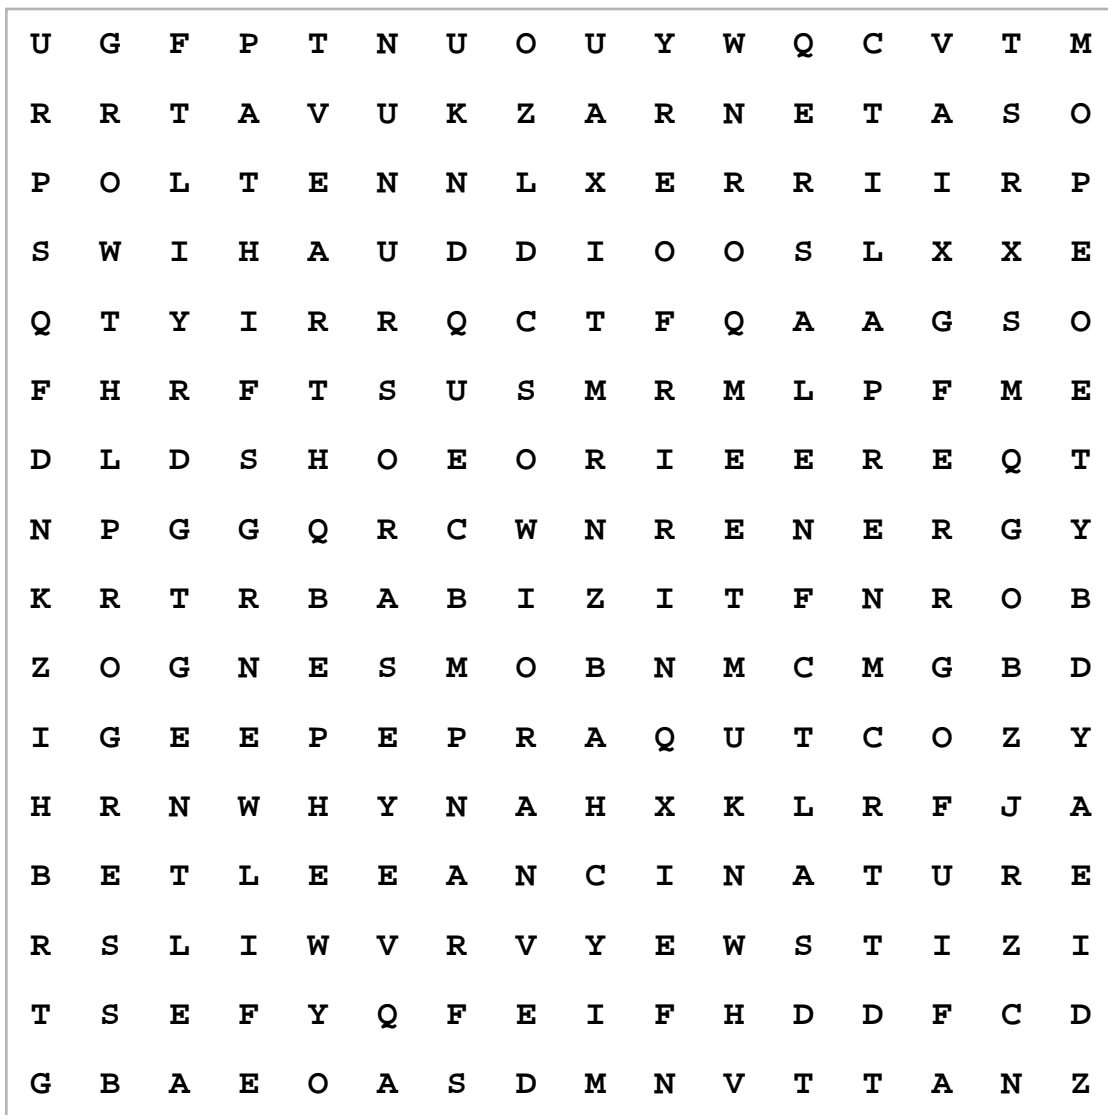 U G F P T N U O U Y W Q C V T M
R R T A V U K Z A R N E T A S O
P O L T E N N L X E R R I I R P
S W I H A U D D I O O S L X X E
Q T Y I R R Q C T F Q A A G S O
F H R F T S U S M R M L P F M E
D L D S H O E O R I E E R E Q T
N P G G Q R C W N R E N E R G Y
K R T R B A B I Z I T F N R O B
Z O G N E S M O B N M C M G B D
I G E E P E P R A Q U T C O Z Y
H R N W H Y N A H X K L R F J A
B E T L E E A N C I N A T U R E
R S L I W V R V Y E W S T I Z I
T S E F Y Q F E I F H D D F C D
G B A E O A S D M N V T T A N Z